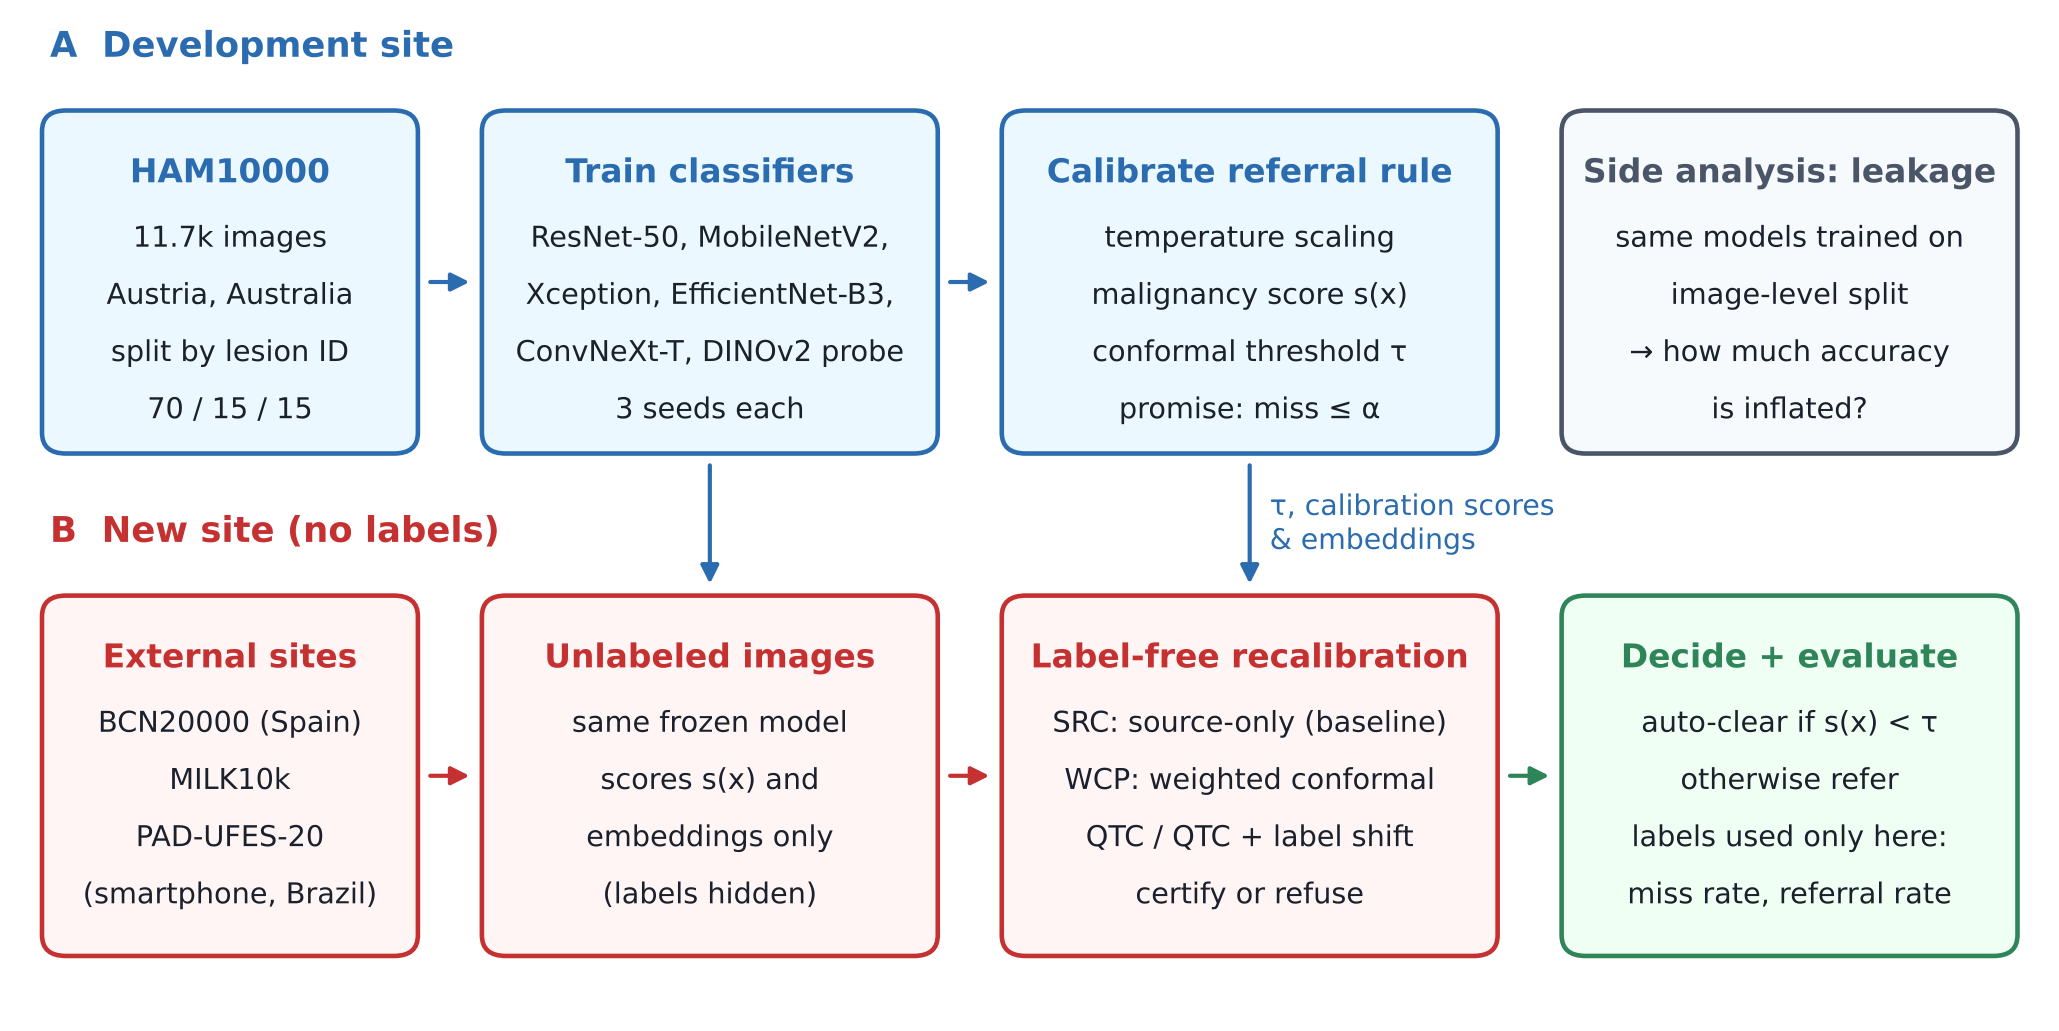 A Development site
HAM10000
11.7k images
Austria, Australia
split by lesion ID
70 / 15 / 15
Train classifiers
ResNet-50, MobileNetV2,
Xception, EfficientNet-B3,
ConvNeXt-T, DINOv2 probe
3 seeds each
Calibrate referral rule
temperature scaling
malignancy score s(x)
conformal threshold τ
promise: miss ≤ α
Side analysis: leakage
same models trained on
image-level split
→ how much accuracy
is inflated?
τ, calibration scores
& embeddings
B New site (no labels)
External sites
BCN20000 (Spain)
MILK10k
PAD-UFES-20
(smartphone, Brazil)
Unlabeled images
same frozen model
scores s(x) and
embeddings only
(labels hidden)
Label-free recalibration
SRC: source-only (baseline)
WCP: weighted conformal
QTC / QTC + label shift
certify or refuse
Decide + evaluate
auto-clear if s(x) < τ
otherwise refer
labels used only here:
miss rate, referral rate